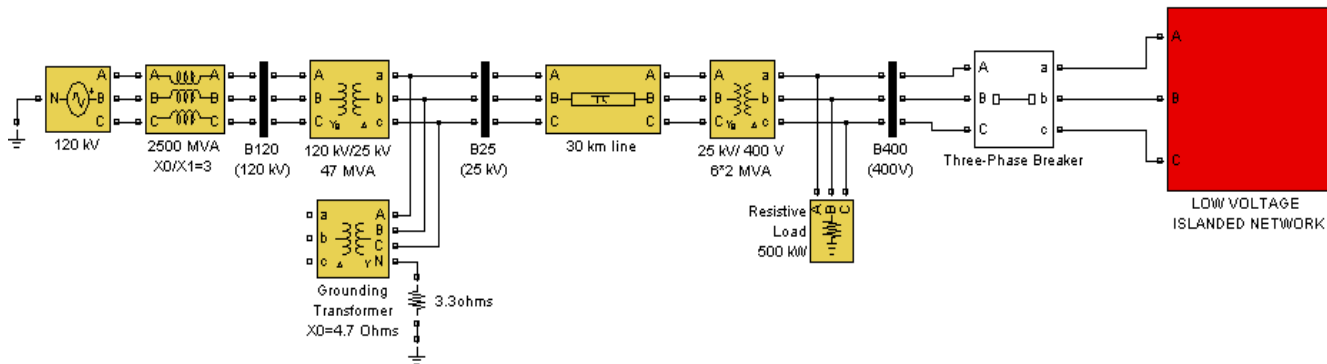 N
A
B
C
120 kV
A
B
C
A
B
C
2500 MVA
X0/X1=3
B120
(120 kV)
A
B
C
a
b
c
Yg
120 kV/25 kV
47 MVA
B25
(25 kV)
A
B
C
A
B
C
30 km line
A
B
C
a
b
c
Yg
25 kV/ 400 V
6*2 MVA
B400
(400V)
A
B
C
a
b
c
Three-Phase Breaker
A
B
C
LOW VOLTAGE
ISLANDED NETWORK
a
b
c
A
B
C
N
Δ
Y
Grounding
Transformer
X0=4.7 Ohms
3.3ohms
Resistive
Load
500 kW
A
B
C